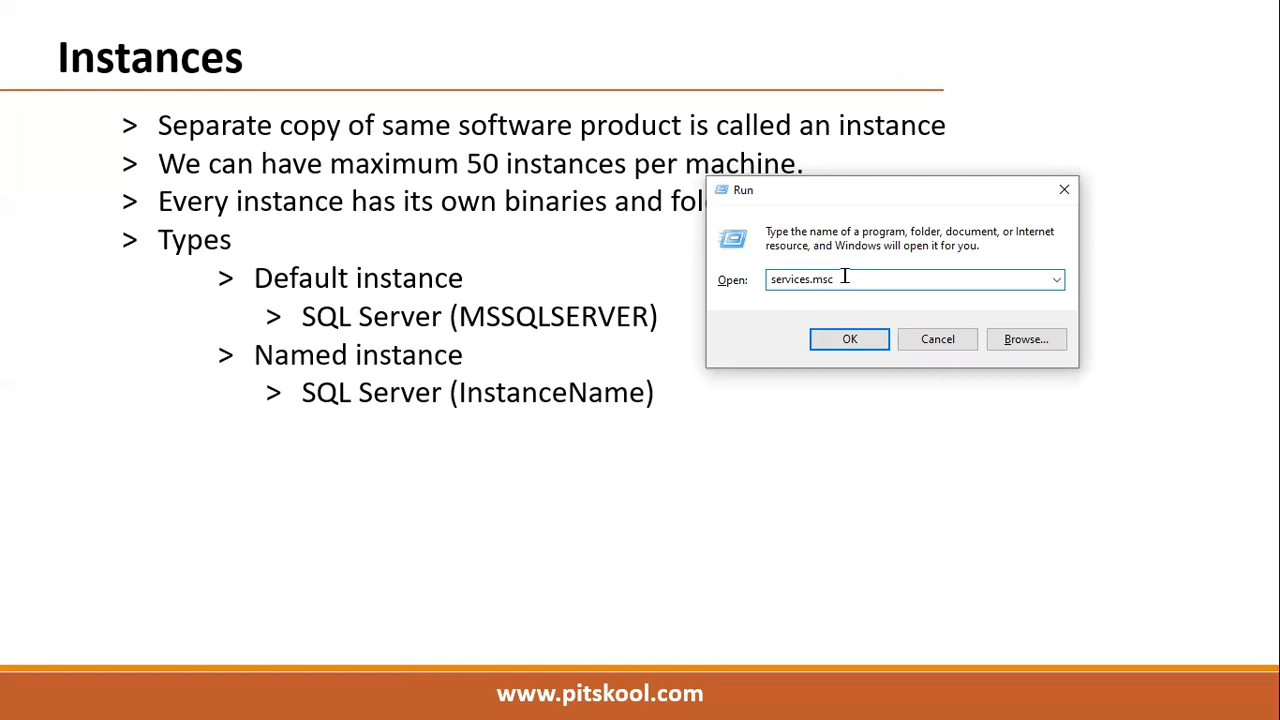 Instances
> Separate copy of same software product is called an instance
> We can have maximum 50 instances per machine.
> Every instance has its own binaries and
> Types
> Default instance
> SQL Server (MSSQLSERVER)
> Named instance
> SQL Server (InstanceName)
Run
Type the name of a program, folder, document, or Internet
resource, and Windows will open it for you.
Open: services.msc
OK Cancel Browse...
www.pitskool.com